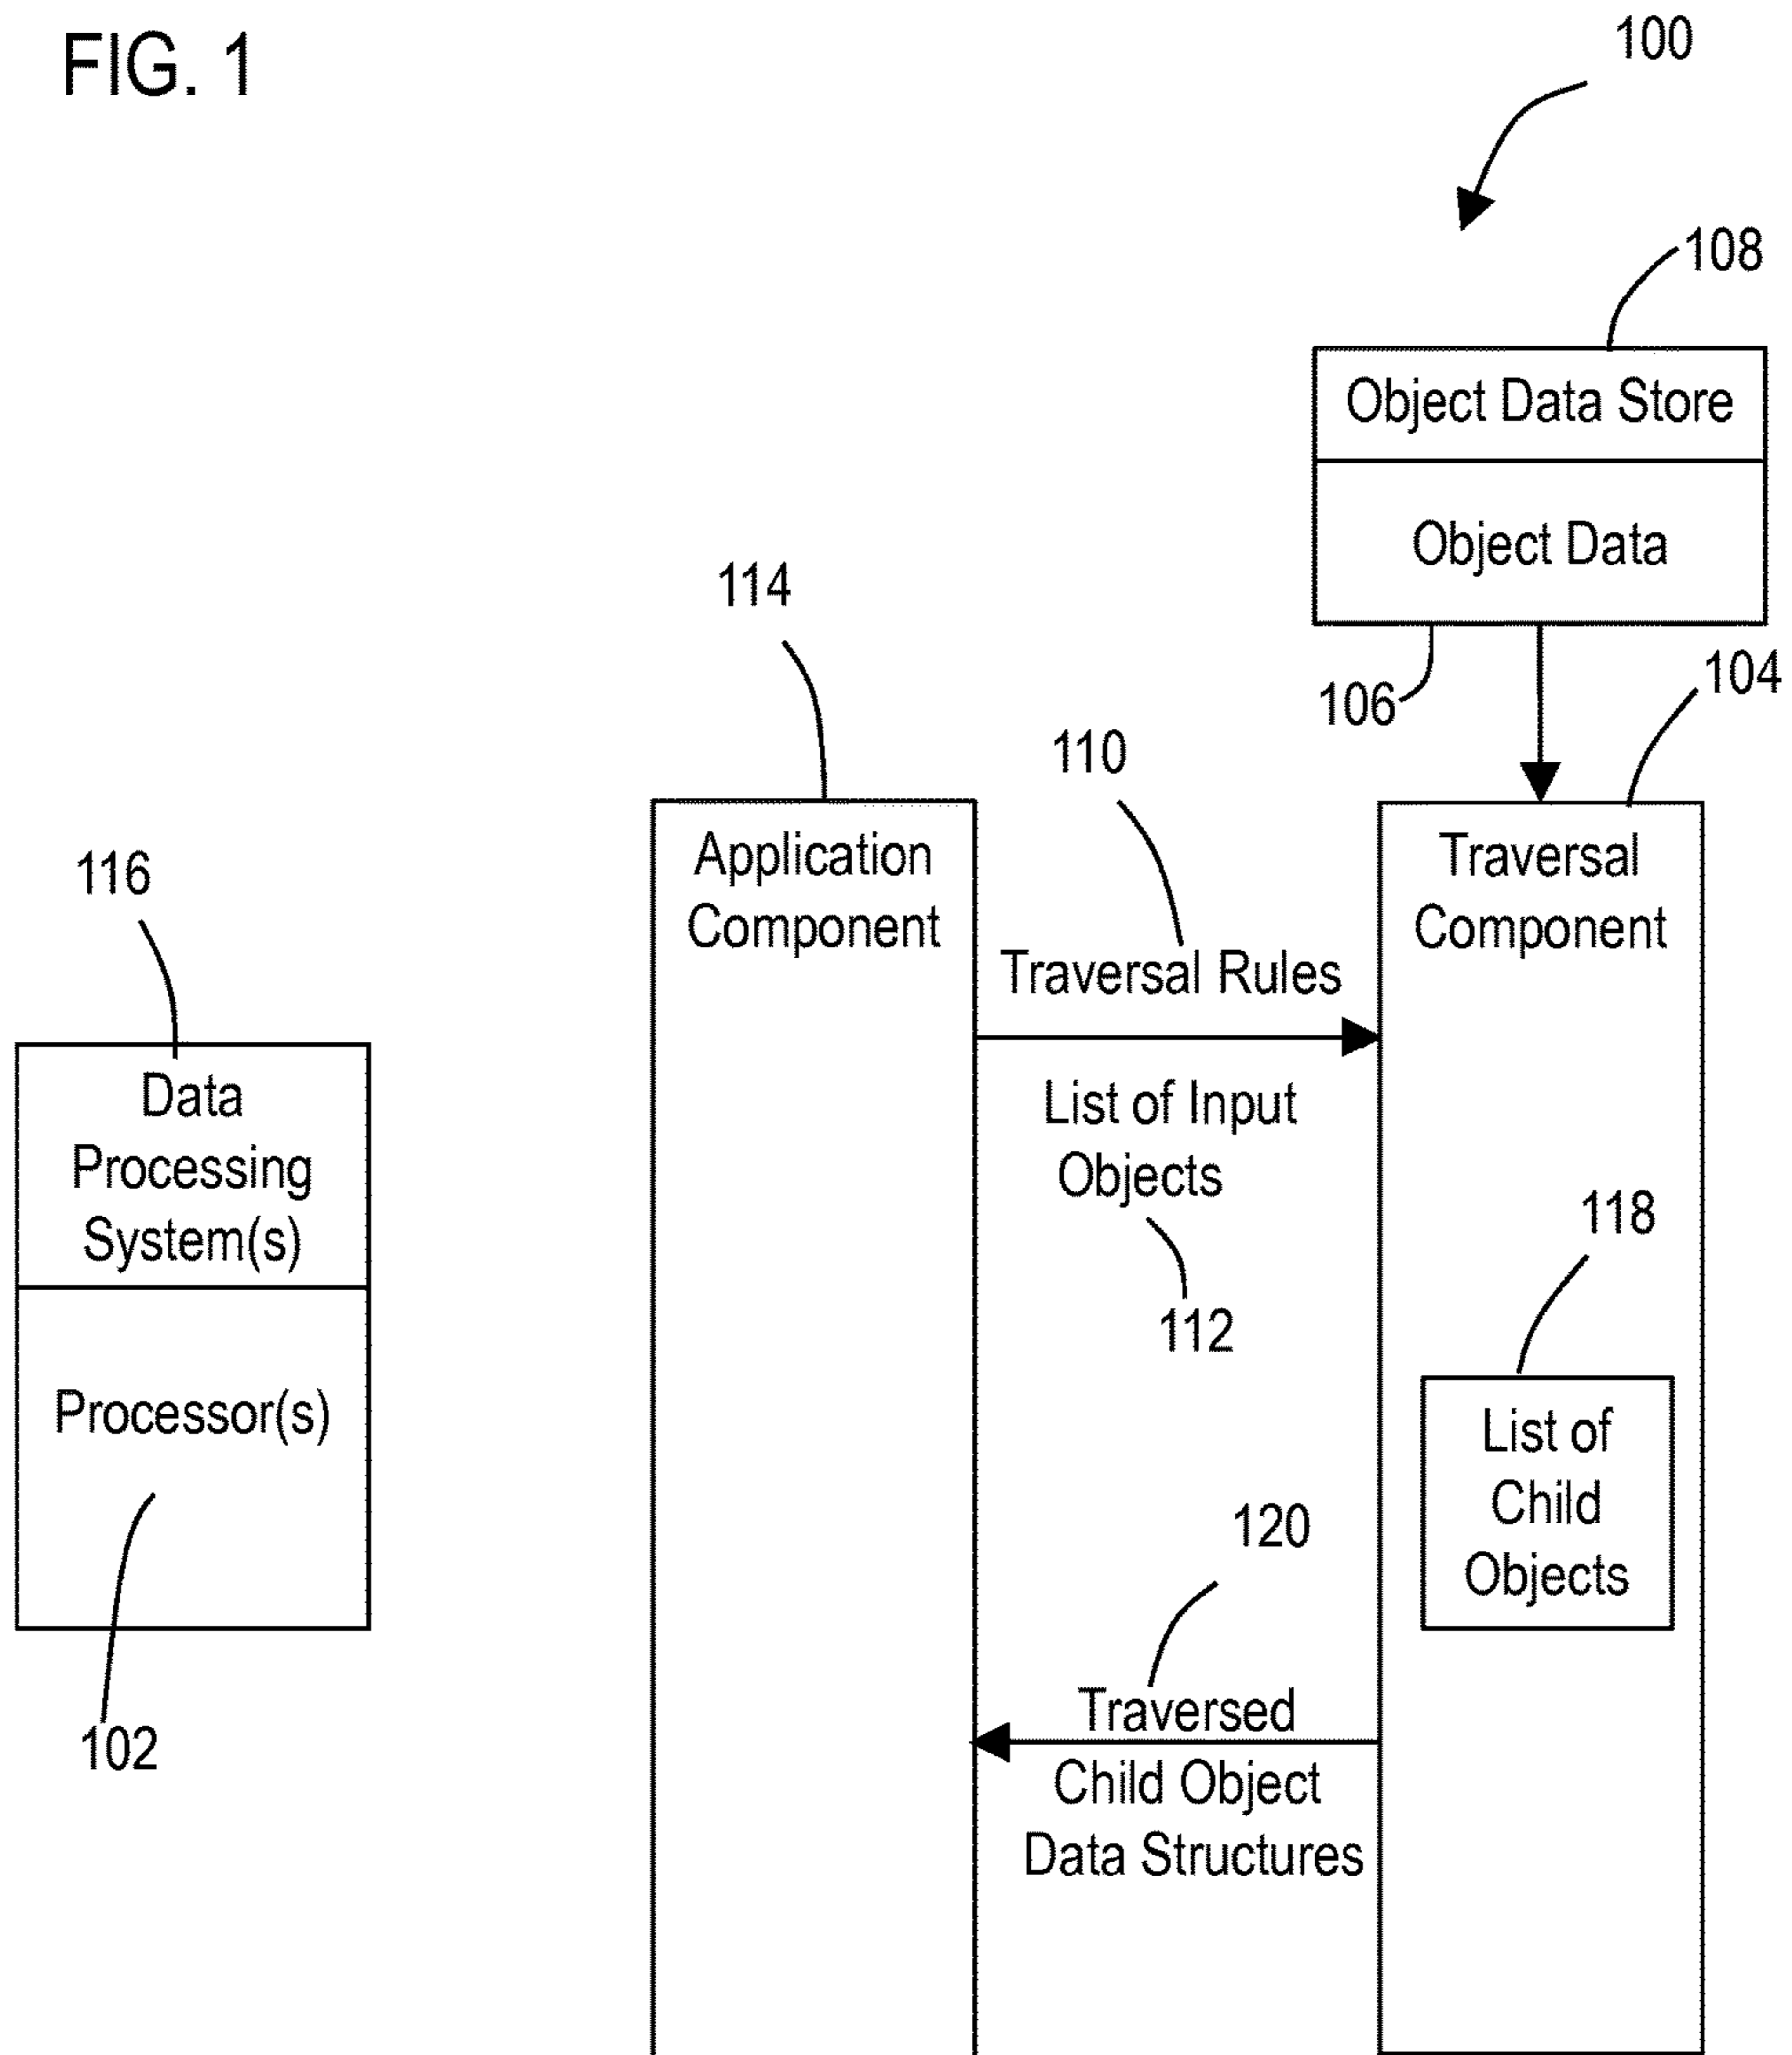 FIG. 1
100
108
Object Data Store
Object Data
106
104
114
110
Application
Component
Traversal
Component
Traversal Rules
List of Input
Objects
112
116
Data
Processing
System(s)
Processor(s)
102
118
List of
Child
Objects
120
Traversed
Child Object
Data Structures